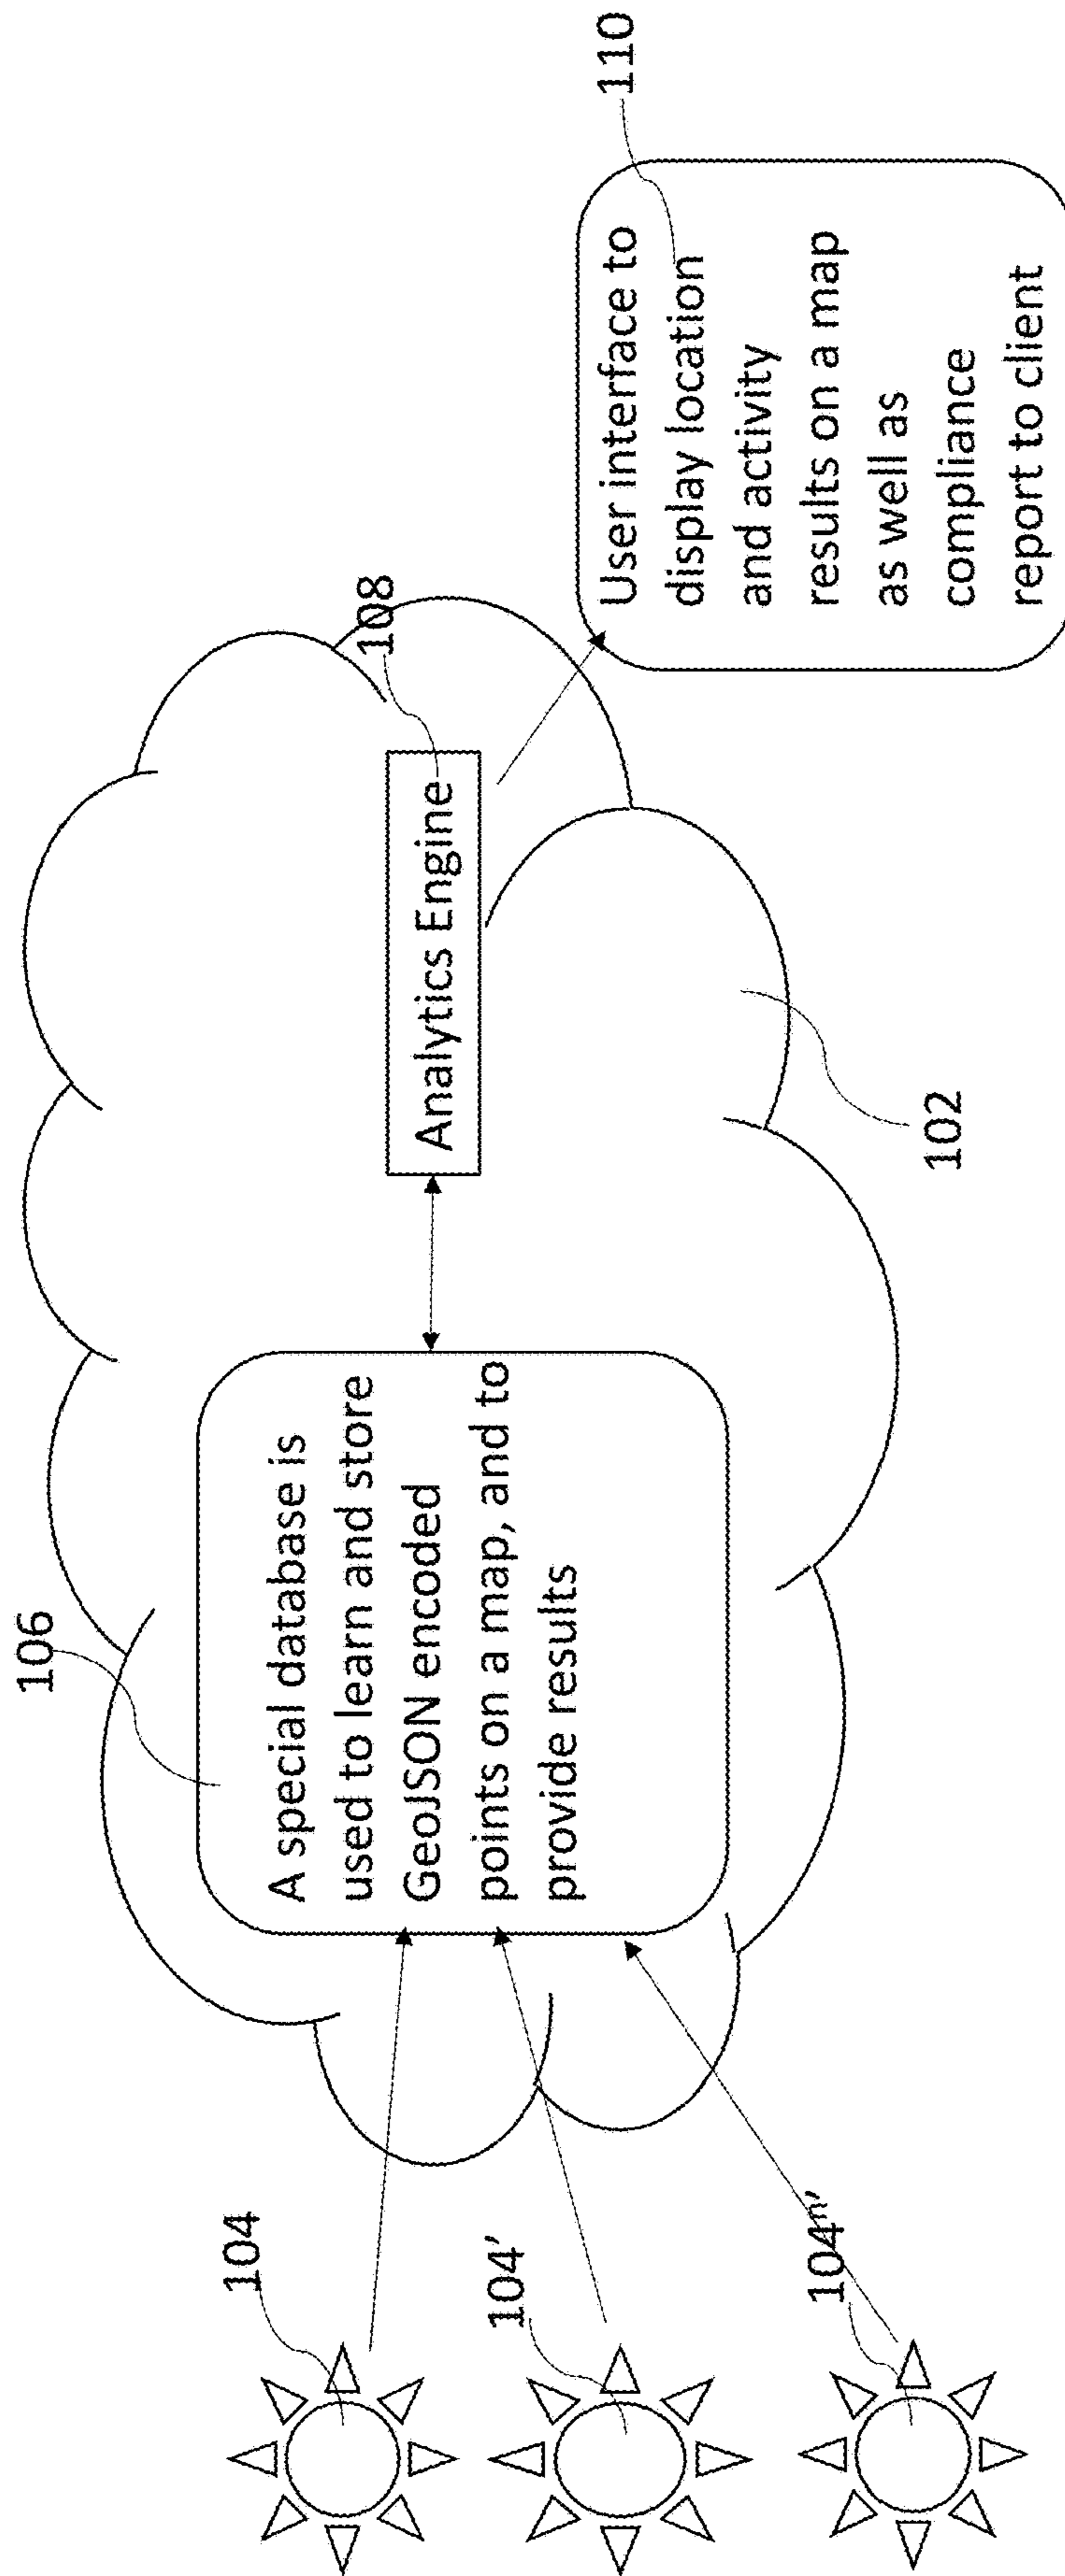 106
A special database is
used to learn and store
GeoJSON encoded
points on a map, and to
provide results
108
Analytics Engine
110
User interface to
display location
and activity
results on a map
as well as
compliance
report to client
104
104'
104n'
102